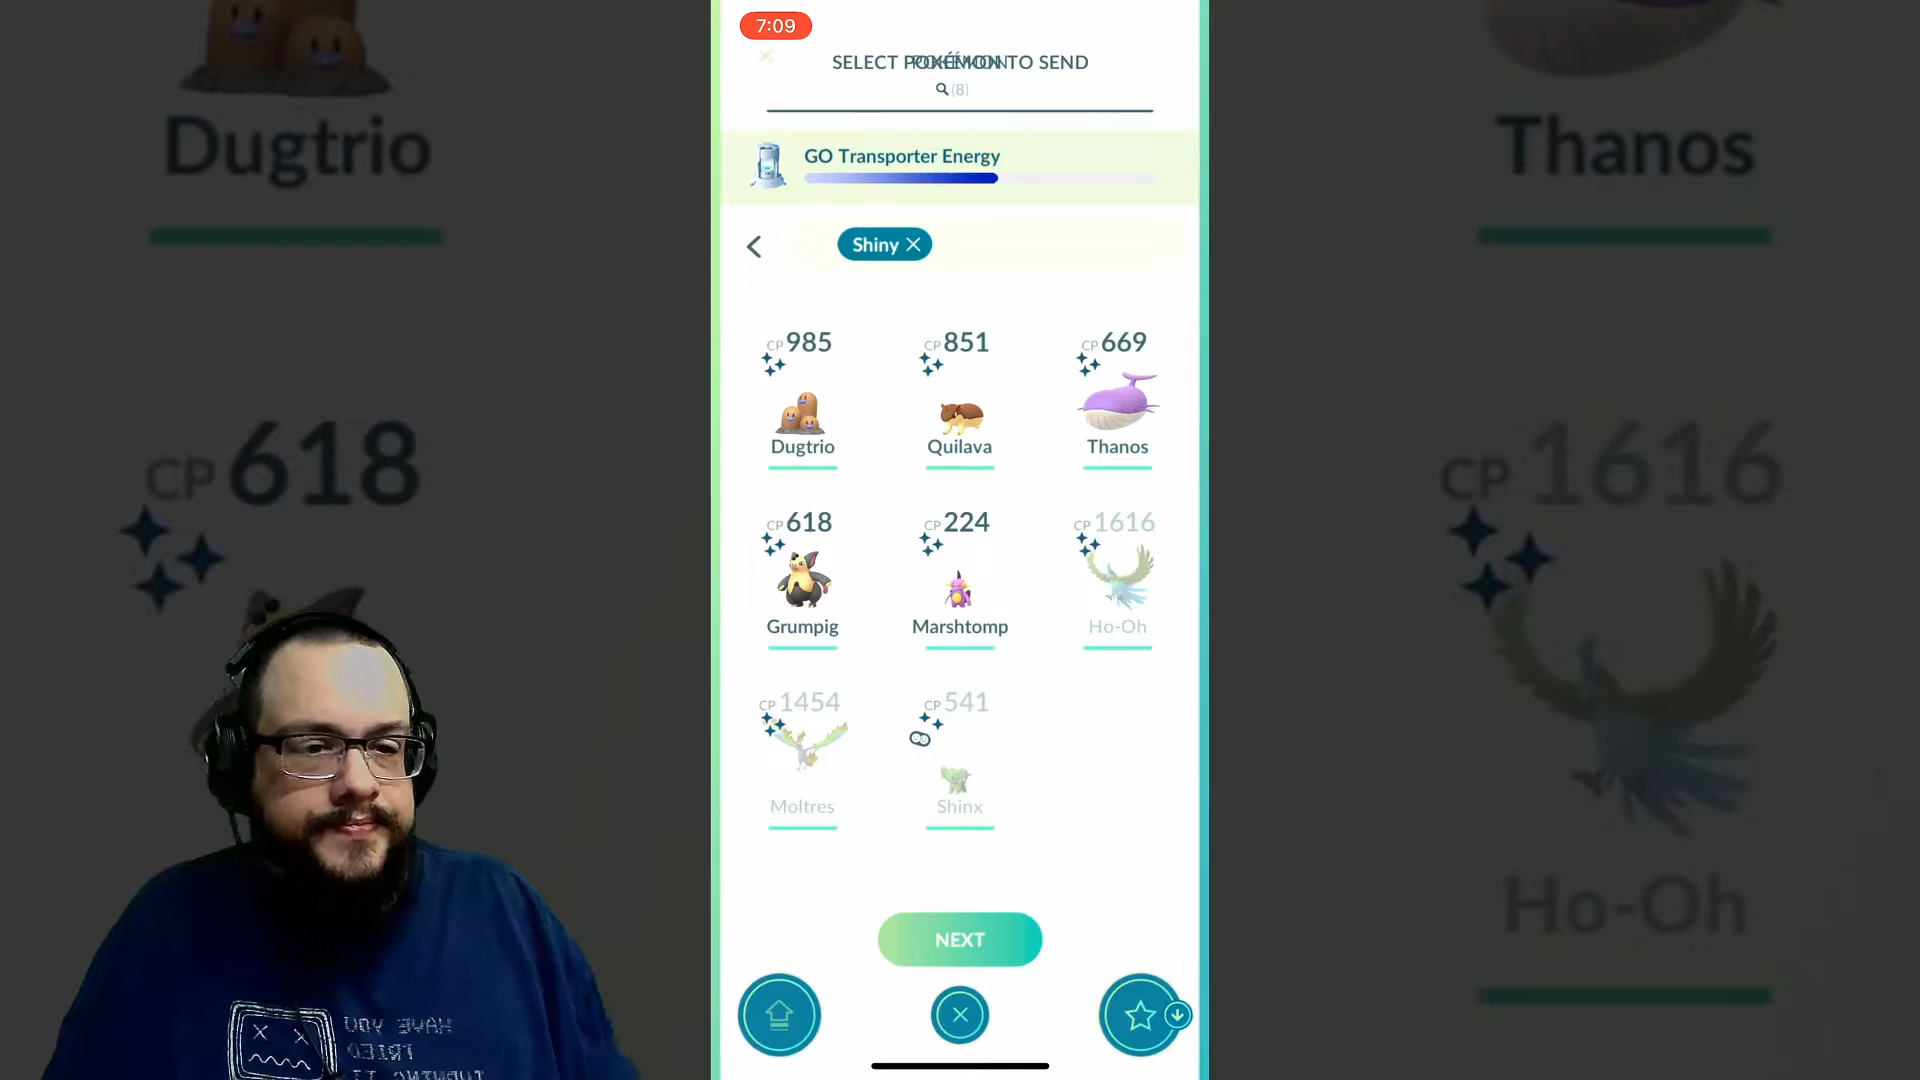 7:09
SELECT POKÉMON TO SEND
(8)
GO Transporter Energy
Shiny
CP 985
CP 851
CP 669
Dugtrio
Quilava
Thanos
CP 618
CP 224
CP 1616
Grumpig
Marshtomp
Ho-Oh
CP 1454
CP 541
Moltres
Shinx
NEXT
Dugtrio
CP 618
Thanos
CP 1616
Ho-Oh
YOU HAVE
TRIED